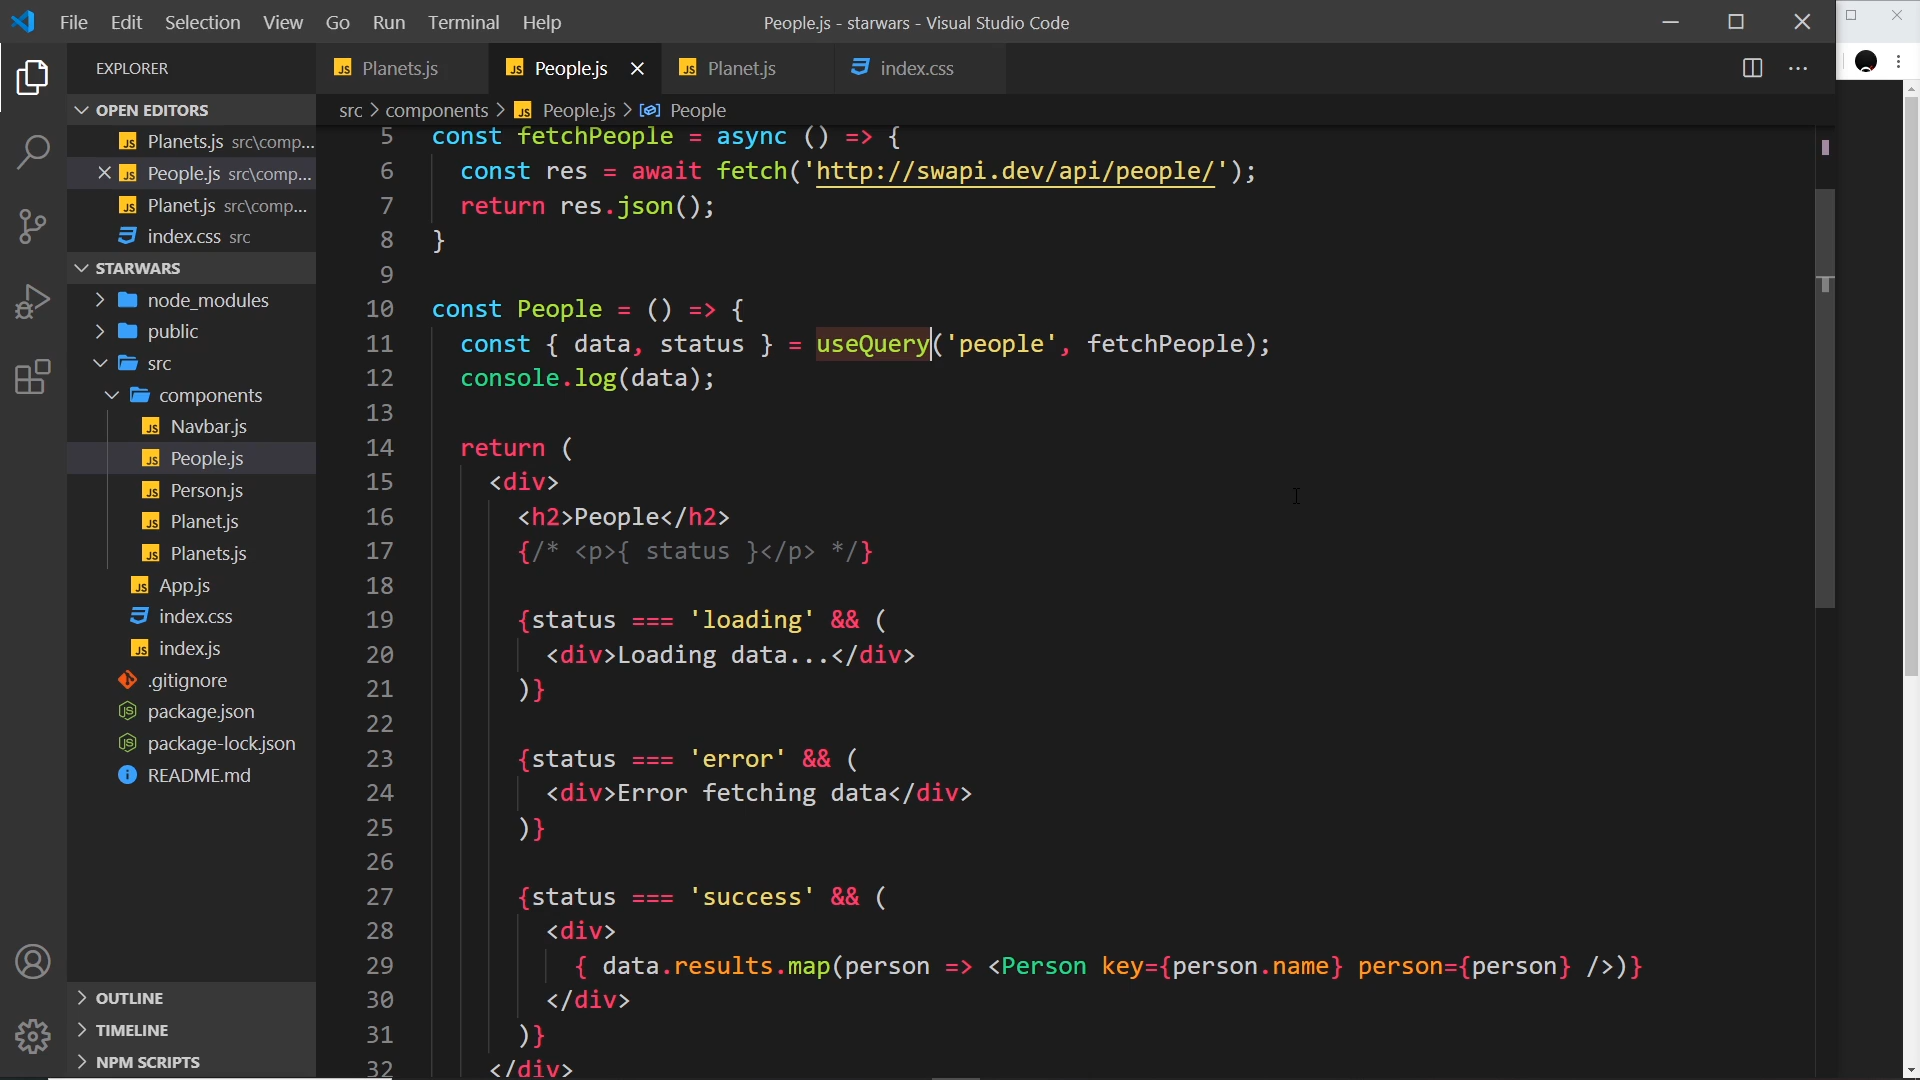 File Edit Selection View Go Run Terminal Help
People.js - starwars - Visual Studio Code
EXPLORER
OPEN EDITORS
Planets.js src\comp...
People.js src\comp...
Planet.js src\comp...
index.css src
STARWARS
node_modules
public
src
components
Navbar.js
People.js
Person.js
Planet.js
Planets.js
App.js
index.css
index.js
.gitignore
package.json
package-lock.json
README.md
OUTLINE
TIMELINE
NPM SCRIPTS
Planets.js People.js Planet.js index.css
src > components > People.js > People
5 const fetchPeople = async () => {
6 const res = await fetch('http://swapi.dev/api/people/');
7 return res.json();
8 }
9
10 const People = () => {
11 const { data, status } = useQuery('people', fetchPeople);
12 console.log(data);
13
14 return (
15 <div>
16 <h2>People</h2>
17 {/* <p>{ status }</p> */}
18
19 {status === 'loading' && (
20 <div>Loading data...</div>
21 )}
22
23 {status === 'error' && (
24 <div>Error fetching data</div>
25 )}
26
27 {status === 'success' && (
28 <div>
29 { data.results.map(person => <Person key={person.name} person={person} />)}
30 </div>
31 )}
32 </div>